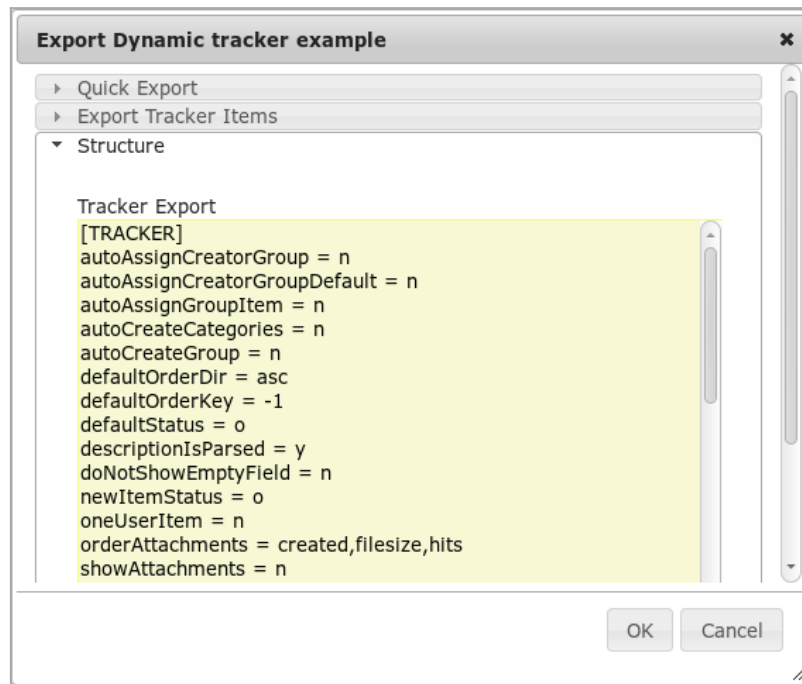 Export Dynamic tracker example
Quick Export
Export Tracker Items
Structure
Tracker Export
[TRACKER]
autoAssignCreatorGroup = n
autoAssignCreatorGroupDefault = n
autoAssignGroupItem = n
autoCreateCategories = n
autoCreateGroup = n
defaultOrderDir = asc
defaultOrderKey = -1
defaultStatus = o
descriptionIsParsed = y
doNotShowEmptyField = n
newItemStatus = o
oneUserItem = n
orderAttachments = created,filesize,hits
showAttachments = n
OK Cancel